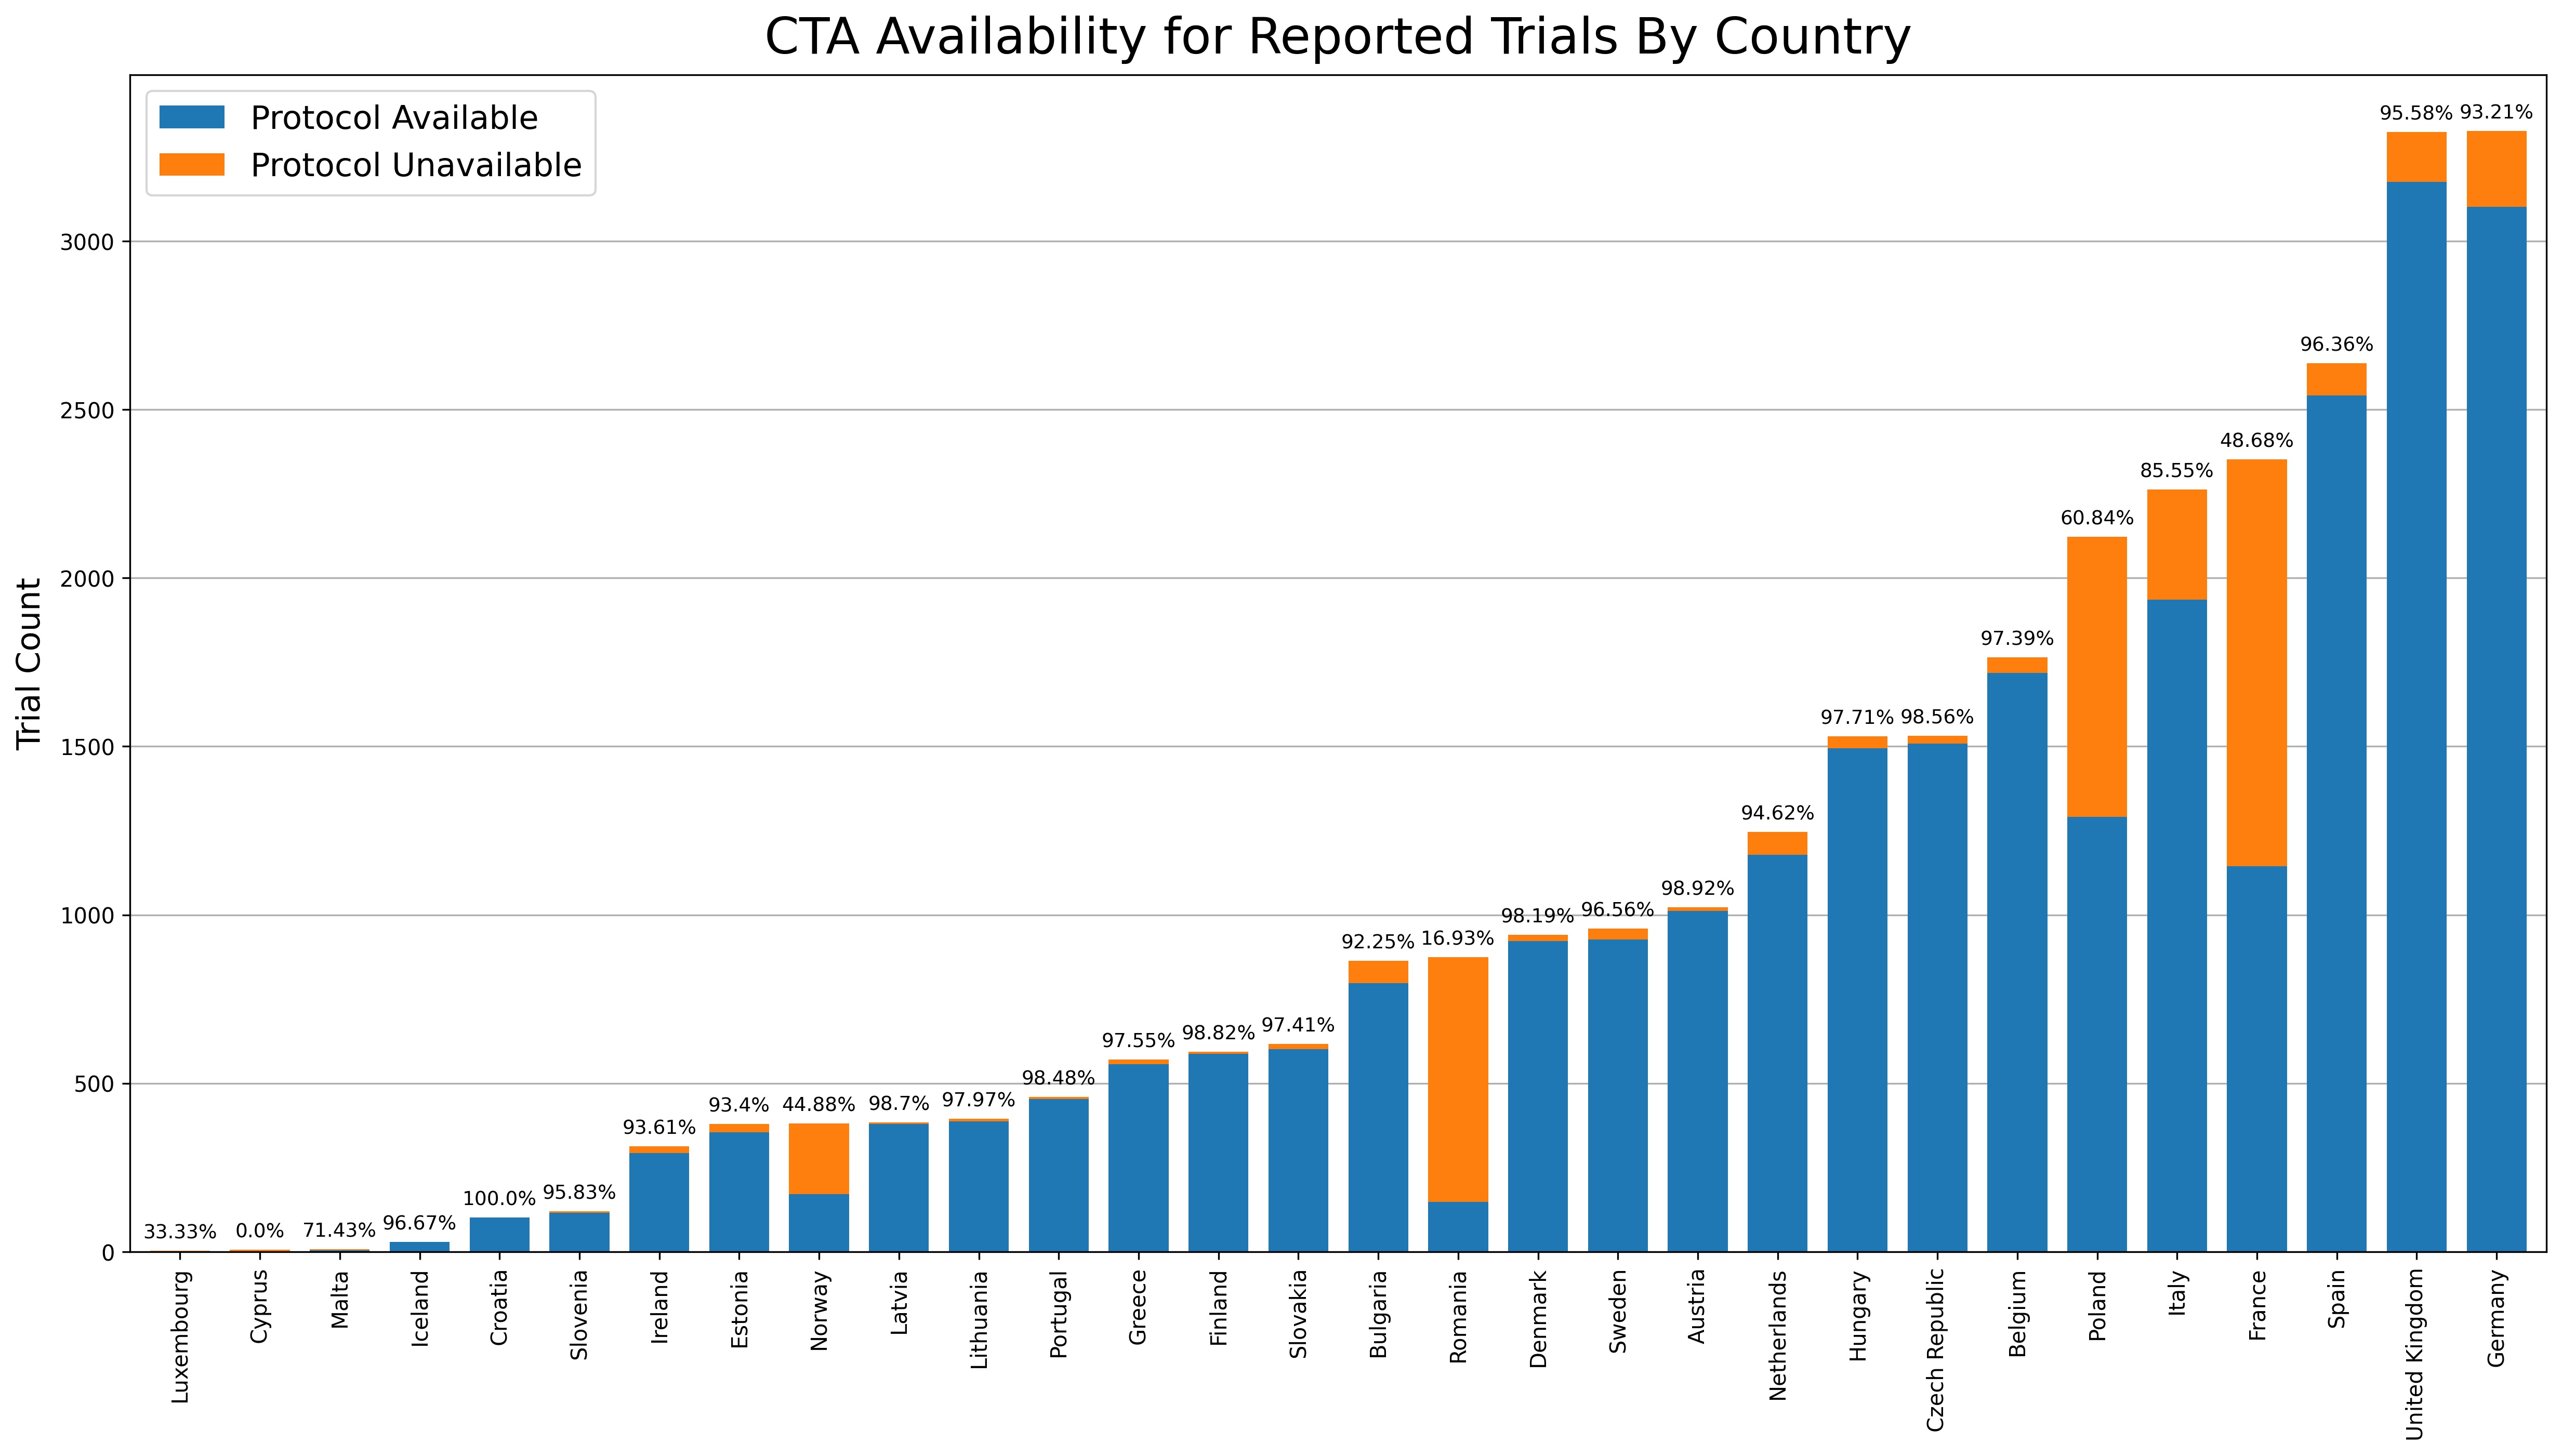 CTA Availability for Reported Trials By Country
Protocol Available
Protocol Unavailable
Trial Count
3000
2500
2000
1500
1000
500
0
33.33%
0.0%
71.43%
96.67%
100.0%
95.83%
93.61%
93.4%
44.88%
98.7%
97.97%
98.48%
97.55%
98.82%
97.41%
92.25%
16.93%
98.19%
96.56%
98.92%
94.62%
97.71%
98.56%
97.39%
60.84%
85.55%
48.68%
96.36%
95.58%
93.21%
Luxembourg
Cyprus
Malta
Iceland
Croatia
Slovenia
Ireland
Estonia
Norway
Latvia
Lithuania
Portugal
Greece
Finland
Slovakia
Bulgaria
Romania
Denmark
Sweden
Austria
Netherlands
Hungary
Czech Republic
Belgium
Poland
Italy
France
Spain
United Kingdom
Germany